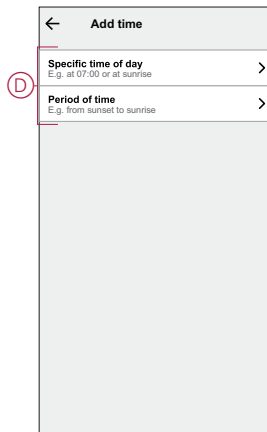 Add time
Specific time of day
E.g. at 07:00 or at sunrise
D
Period of time
E.g. from sunset to sunrise